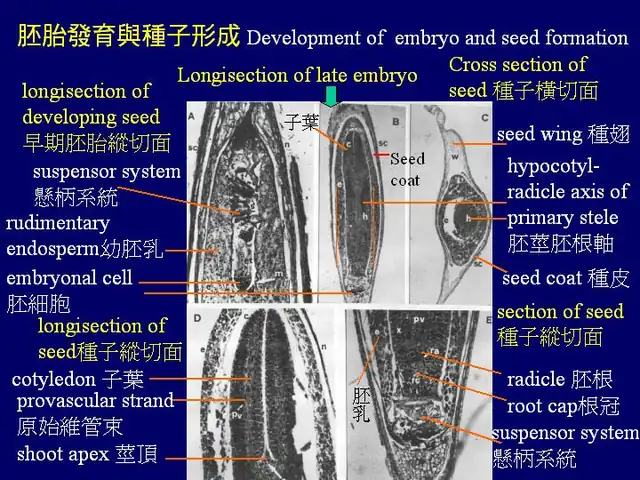 胚胎發育與種子形成 Development of embryo and seed formation
Longisection of late embryo
Cross section of
seed 種子橫切面
longisection of
developing seed
早期胚胎縱切面
suspensor system
懸柄系統
rudimentary
endosperm幼胚乳
embryonal cell
胚細胞
longisection of
seed種子縱切面
cotyledon 子葉
provascular strand
原始維管束
shoot apex 莖頂
A
sc
n
m
子葉
B
c
sc
Seed
coat
e
h
C
w
h
sc
seed wing 種翅
hypocotyl-
radicle axis of
primary stele
胚莖胚根軸
seed coat 種皮
section of seed
種子縱切面
radicle 胚根
root cap根冠
suspensor system
懸柄系統
D
c
e
n
pv
E
pv
x
e
ra
rc
胚乳